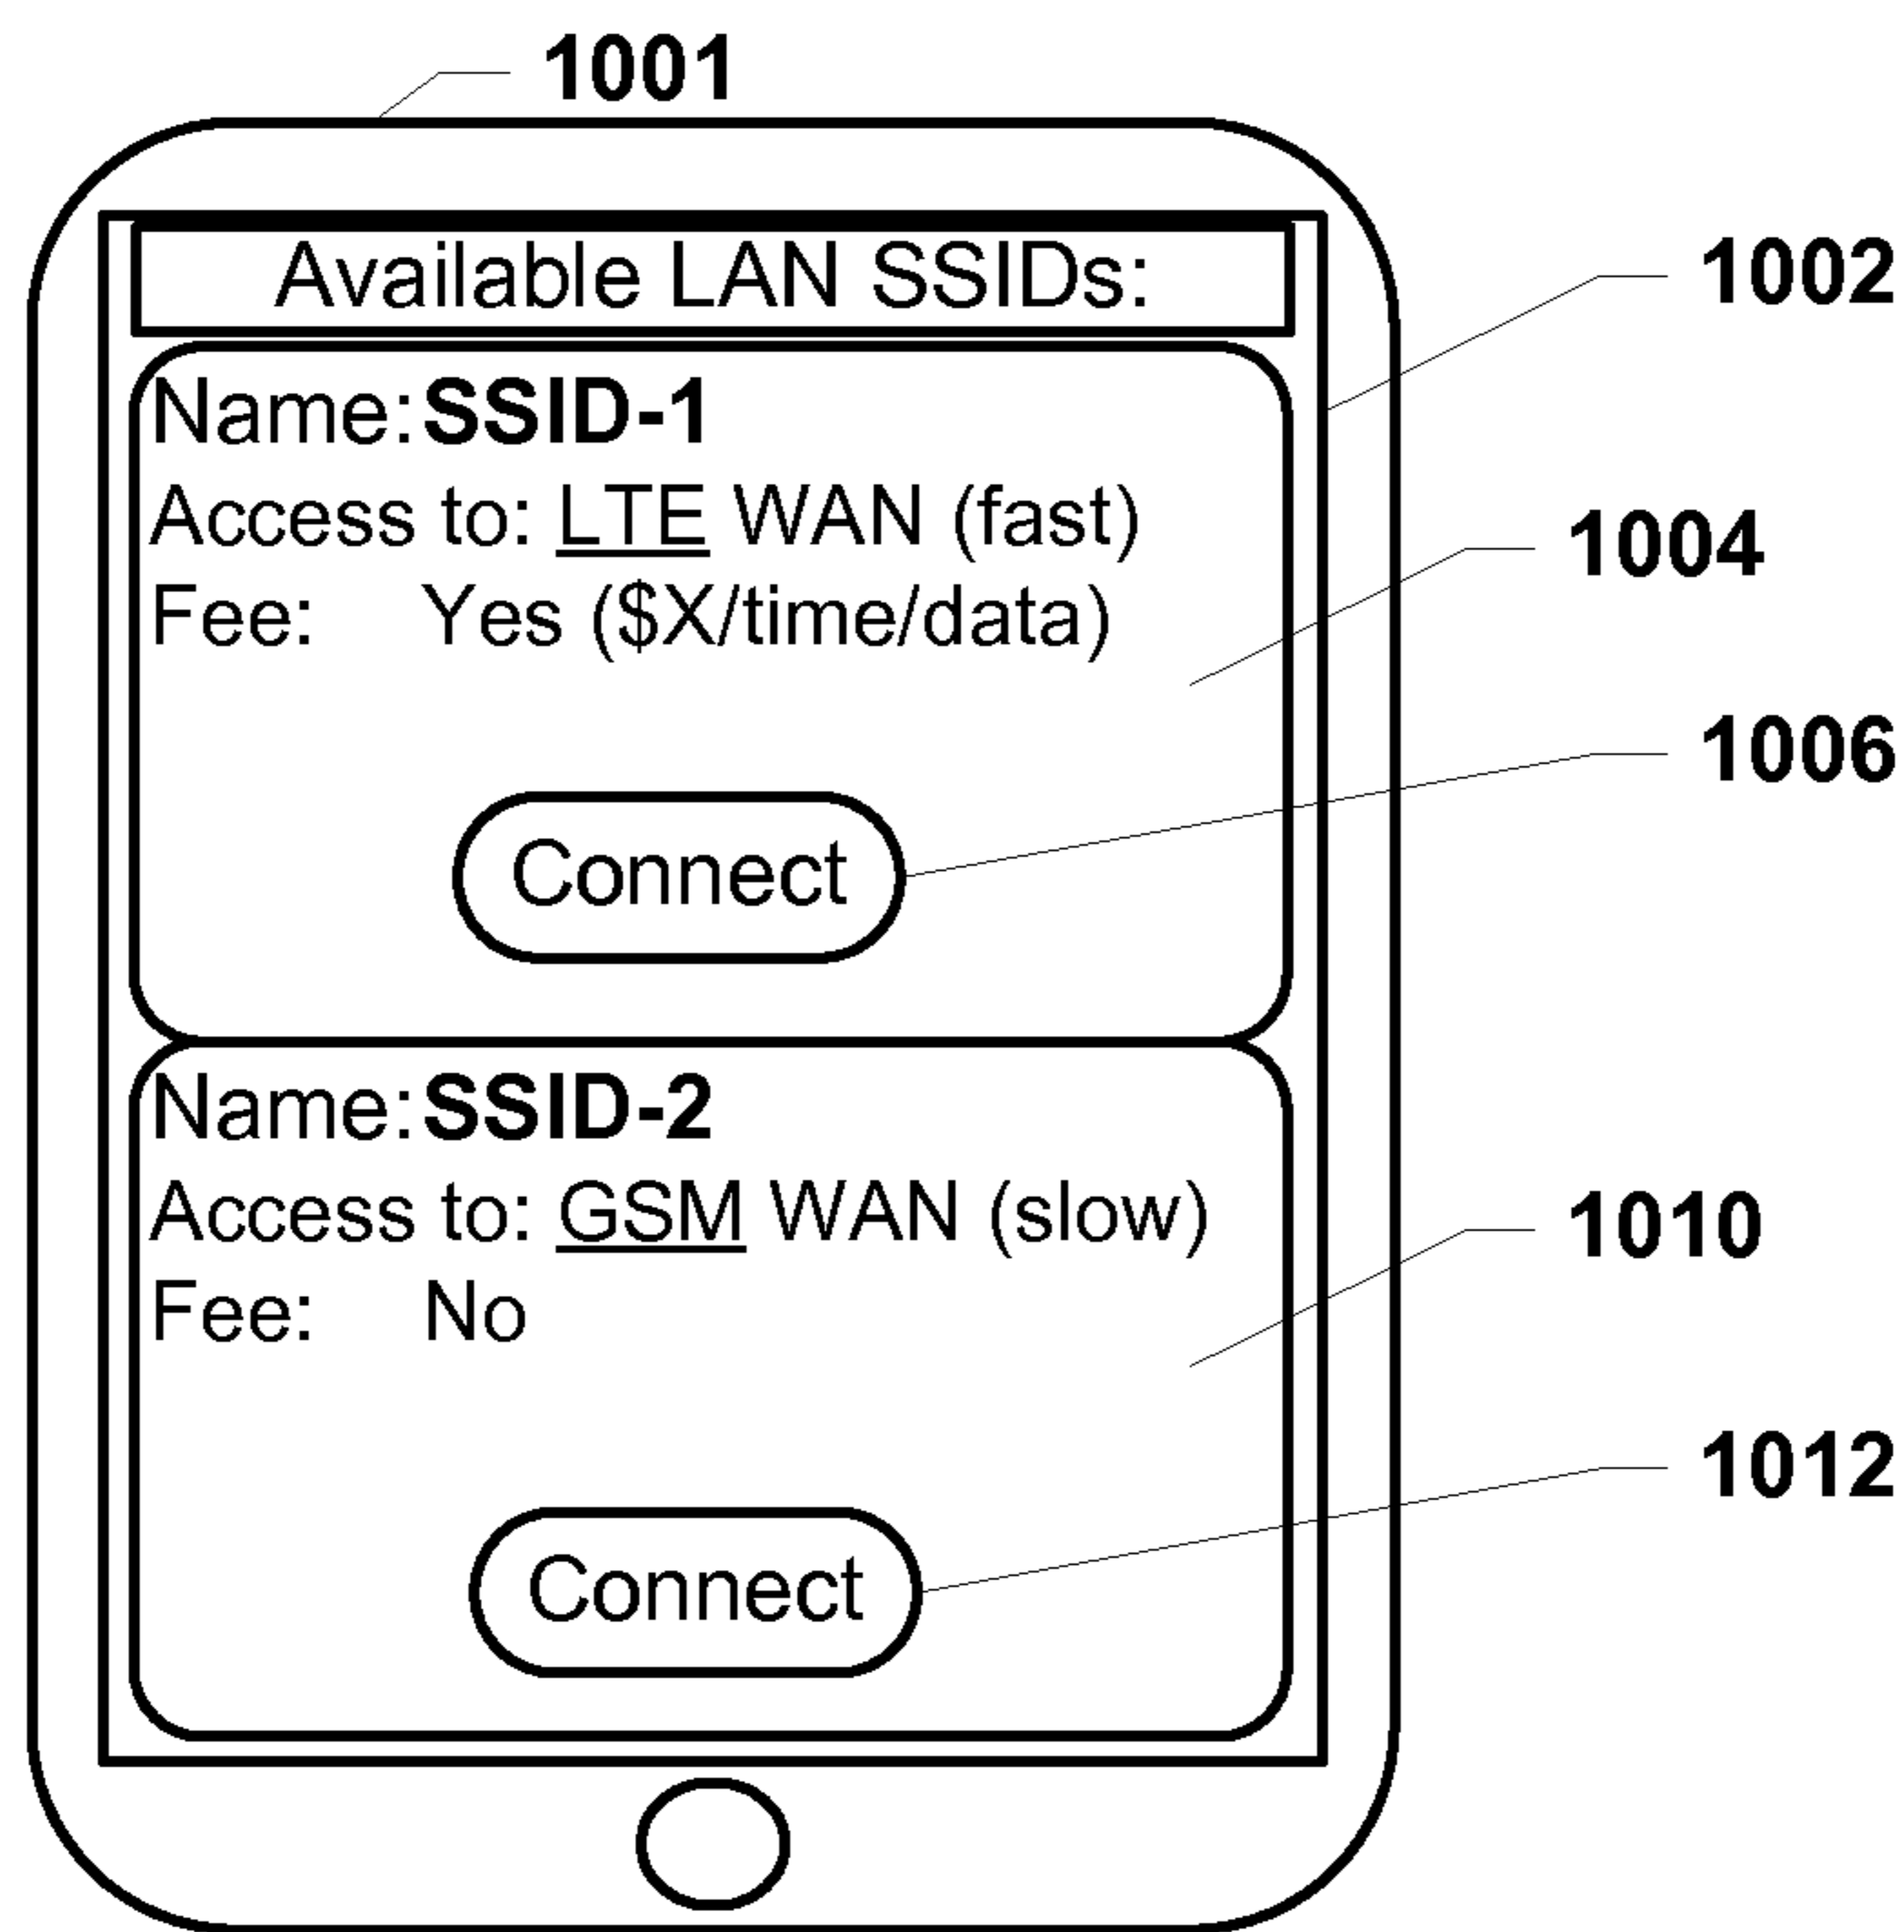 1001
Available LAN SSIDs:
1002
Name: SSID-1
Access to: LTE WAN (fast)
1004
Fee: Yes ($X/time/data)
1006
Connect
Name: SSID-2
Access to: GSM WAN (slow)
1010
Fee: No
1012
Connect